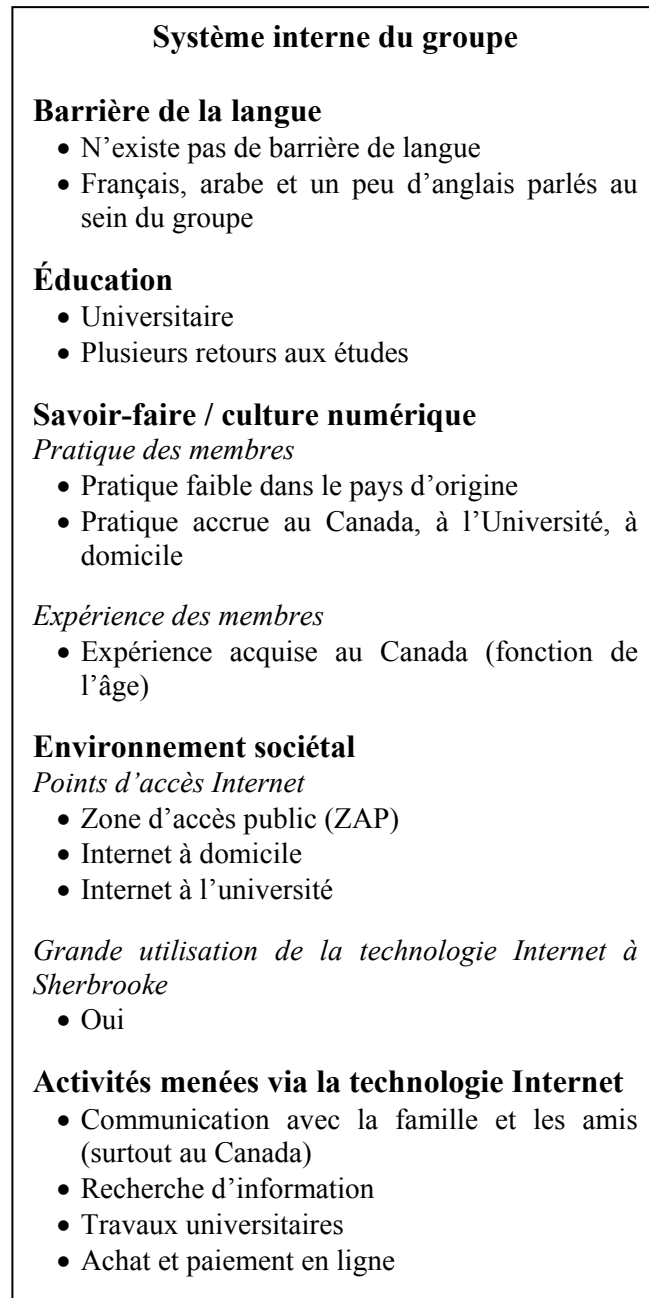 Système interne du groupe
Barrière de la langue
• N’existe pas de barrière de langue
• Français, arabe et un peu d’anglais parlés au
sein du groupe
Éducation
• Universitaire
• Plusieurs retours aux études
Savoir-faire / culture numérique
Pratique des membres
• Pratique faible dans le pays d’origine
• Pratique accrue au Canada, à l’Université, à
domicile
Expérience des membres
• Expérience acquise au Canada (fonction de
l’âge)
Environnement sociétal
Points d’accès Internet
• Zone d’accès public (ZAP)
• Internet à domicile
• Internet à l’université
Grande utilisation de la technologie Internet à
Sherbrooke
• Oui
Activités menées via la technologie Internet
• Communication avec la famille et les amis
(surtout au Canada)
• Recherche d’information
• Travaux universitaires
• Achat et paiement en ligne